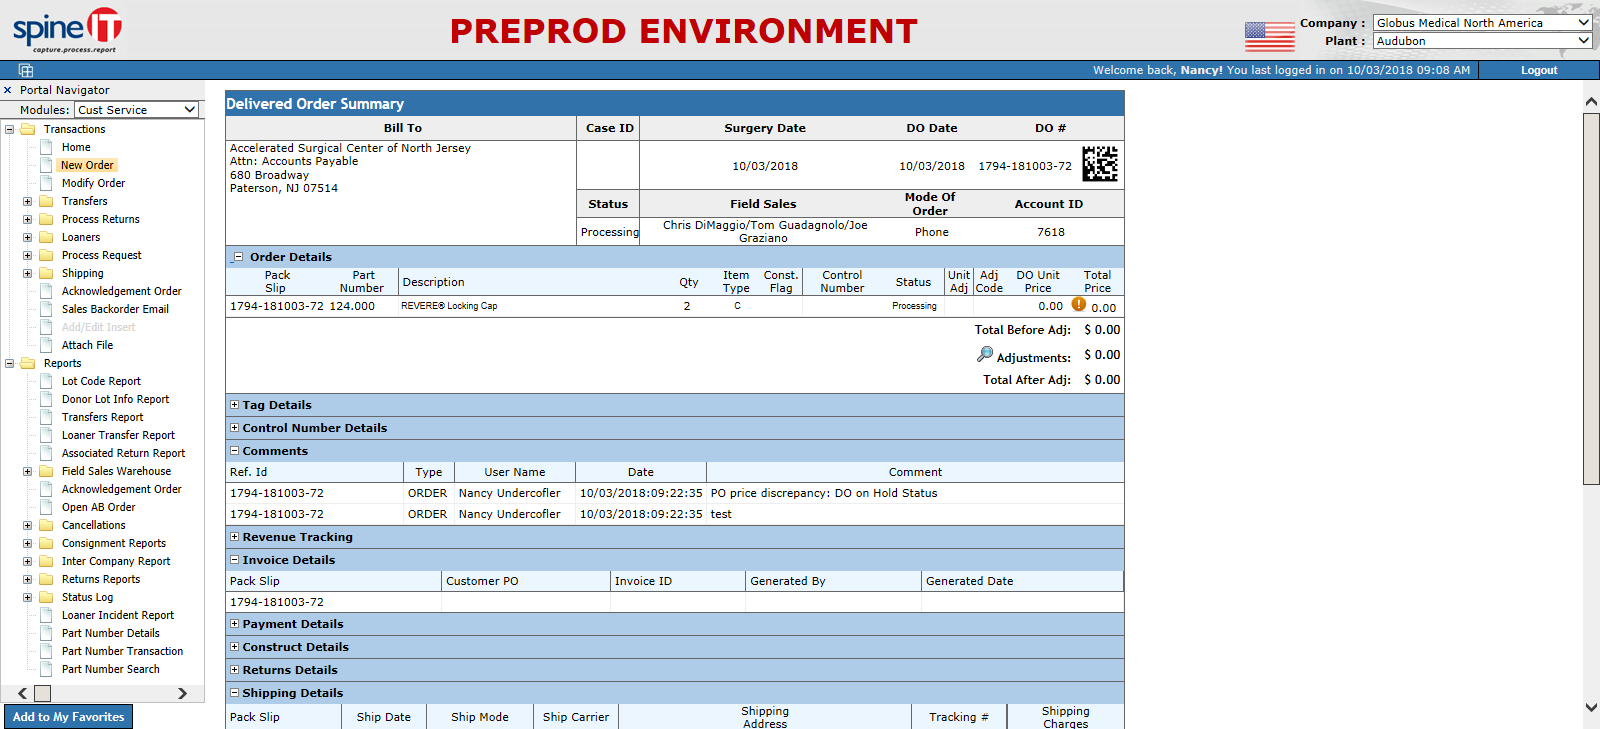 spine IT
capture.process.report
PREPROD ENVIRONMENT
Company : Globus Medical North America
Plant : Audubon
Welcome back, Nancy! You last logged in on 10/03/2018 09:08 AM Logout
× Portal Navigator
Modules: Cust Service
Transactions
Home
New Order
Modify Order
Transfers
Process Returns
Loaners
Process Request
Shipping
Acknowledgement Order
Sales Backorder Email
Add/Edit Insert
Attach File
Reports
Lot Code Report
Donor Lot Info Report
Transfers Report
Loaner Transfer Report
Associated Return Report
Field Sales Warehouse
Acknowledgement Order
Open AB Order
Cancellations
Consignment Reports
Inter Company Report
Returns Reports
Status Log
Loaner Incident Report
Part Number Details
Part Number Transaction
Part Number Search
Add to My Favorites
Delivered Order Summary
Bill To Case ID Surgery Date DO Date DO #
Accelerated Surgical Center of North Jersey
Attn: Accounts Payable
680 Broadway
Paterson, NJ 07514
10/03/2018 10/03/2018 1794-181003-72
Status Field Sales Mode Of Order Account ID
Processing Chris DiMaggio/Tom Guadagnolo/Joe Graziano Phone 7618
Order Details
Pack Slip Part Number Description Qty Item Type Const. Flag Control Number Status Unit Adj Adj Code DO Unit Price Total Price
1794-181003-72 124.000 REVERE® Locking Cap 2 C Processing 0.00 0.00
Total Before Adj: $ 0.00
Adjustments: $ 0.00
Total After Adj: $ 0.00
Tag Details
Control Number Details
Comments
Ref. Id Type User Name Date Comment
1794-181003-72 ORDER Nancy Undercofler 10/03/2018:09:22:35 PO price discrepancy: DO on Hold Status
1794-181003-72 ORDER Nancy Undercofler 10/03/2018:09:22:35 test
Revenue Tracking
Invoice Details
Pack Slip Customer PO Invoice ID Generated By Generated Date
1794-181003-72
Payment Details
Construct Details
Returns Details
Shipping Details
Pack Slip Ship Date Ship Mode Ship Carrier Shipping Address Tracking # Shipping Charges